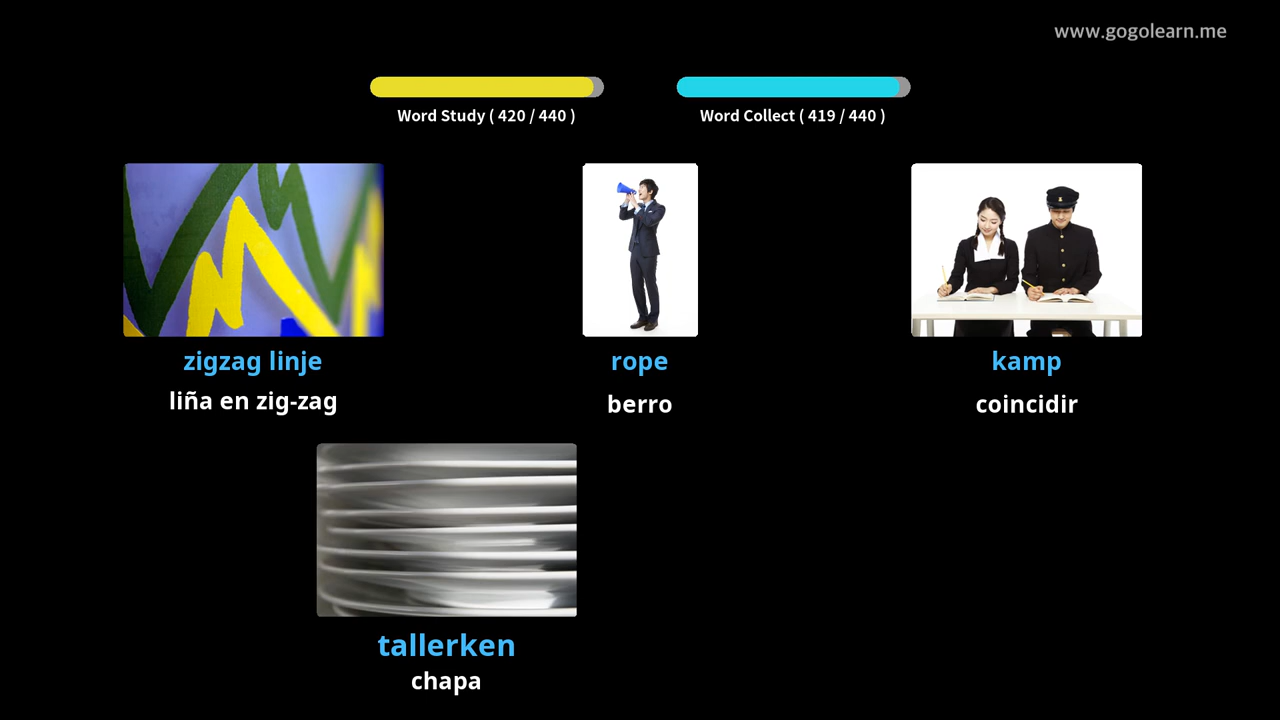 www.gogolearn.me
Word Study ( 420 / 440 )
Word Collect ( 419 / 440 )
zigzag linje
liña en zig-zag
rope
berro
kamp
coincidir
tallerken
chapa